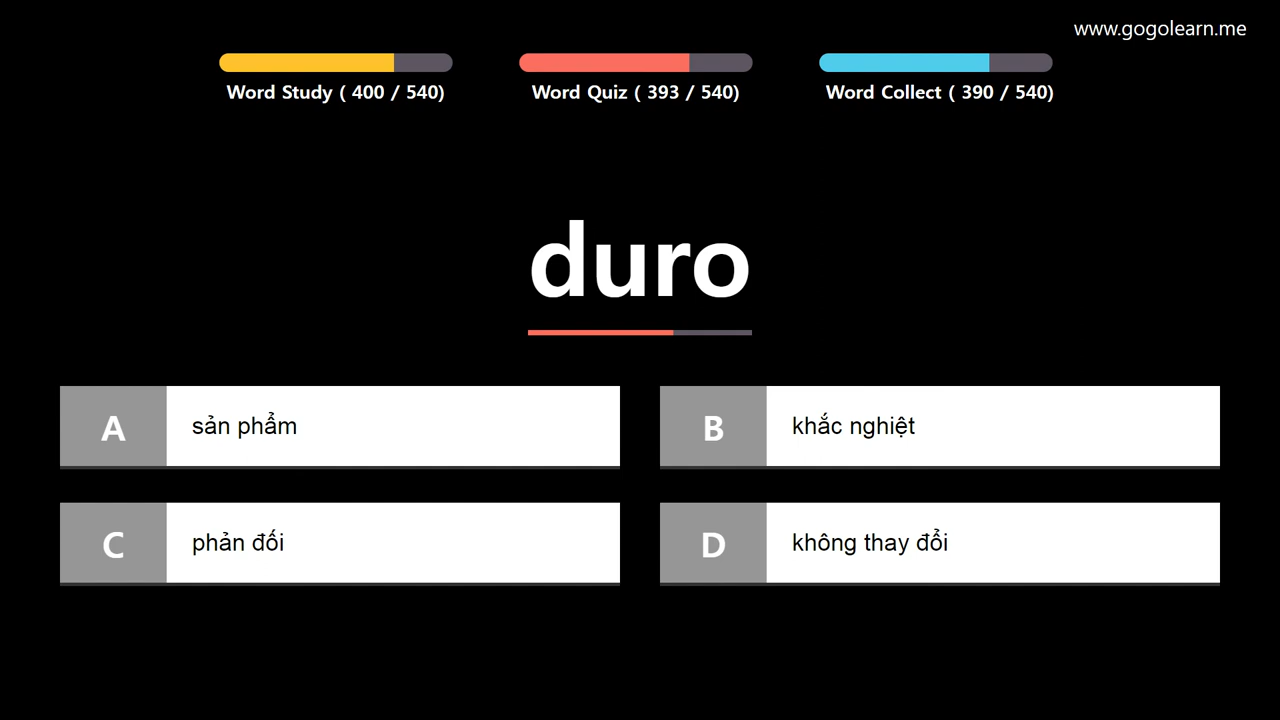 www.gogolearn.me
Word Study ( 400 / 540)
Word Quiz ( 393 / 540)
Word Collect ( 390 / 540)
duro
A sản phẩm
B khắc nghiệt
C phản đối
D không thay đổi